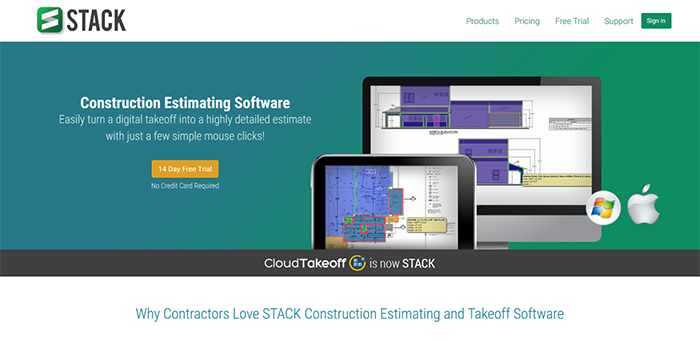 STACK
Products
Pricing
Free Trial
Support
Sign in
Construction Estimating Software
Easily turn a digital takeoff into a highly detailed estimate
with just a few simple mouse clicks!
14 Day Free Trial
No Credit Card Required
CloudTakeoff is now STACK
Why Contractors Love STACK Construction Estimating and Takeoff Software